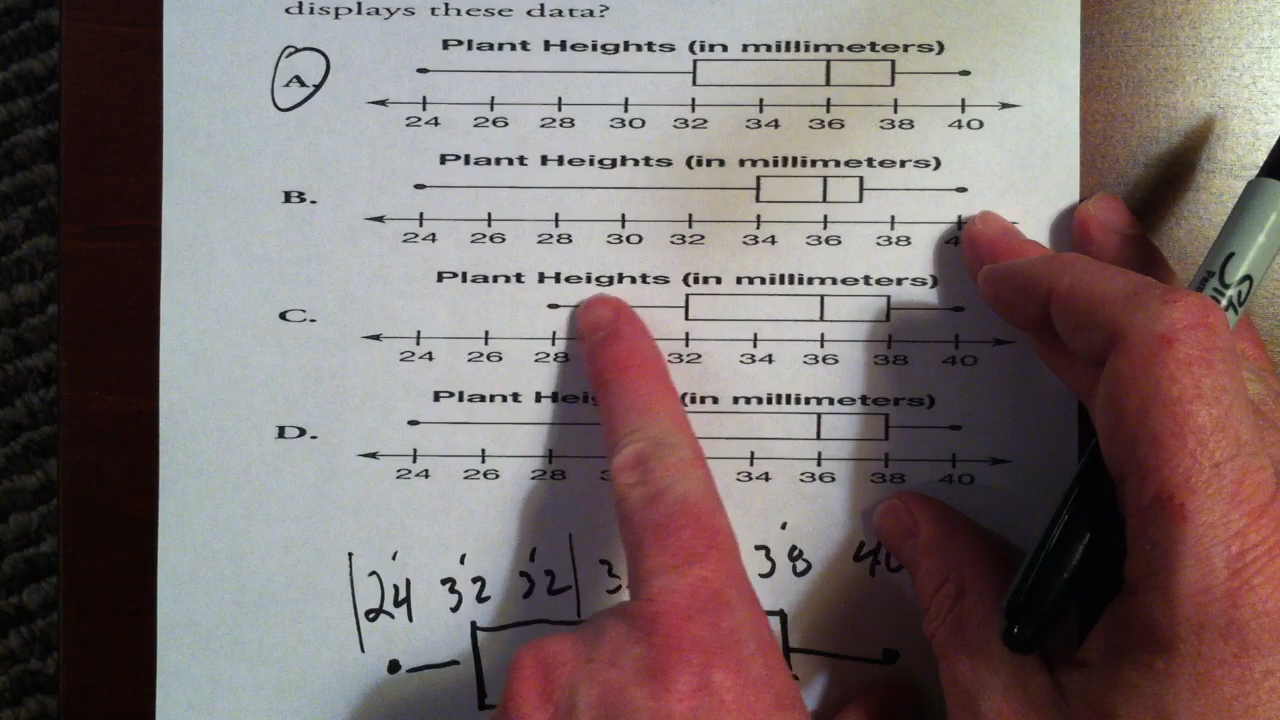 displays these data?
Plant Heights (in millimeters)
A.
24 26 28 30 32 34 36 38 40
Plant Heights (in millimeters)
B.
24 26 28 30 32 34 36 38
Plant Heights (in millimeters)
C.
24 26 28 32 34 36 38 40
Plant (in millimeters)
D.
24 26 28 34 36 38 40
24 32 32 38